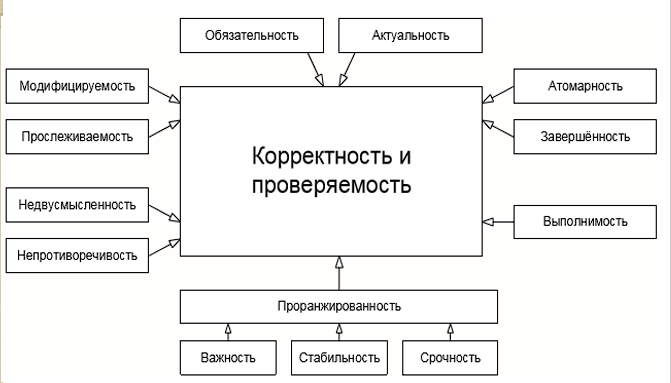 Обязательность
Актуальность
Модифицируемость
Атомарность
Прослеживаемость
Завершённость
Корректность и
проверяемость
Недвусмысленность
Выполнимость
Непротиворечивость
Проранжированность
Важность
Стабильность
Срочность